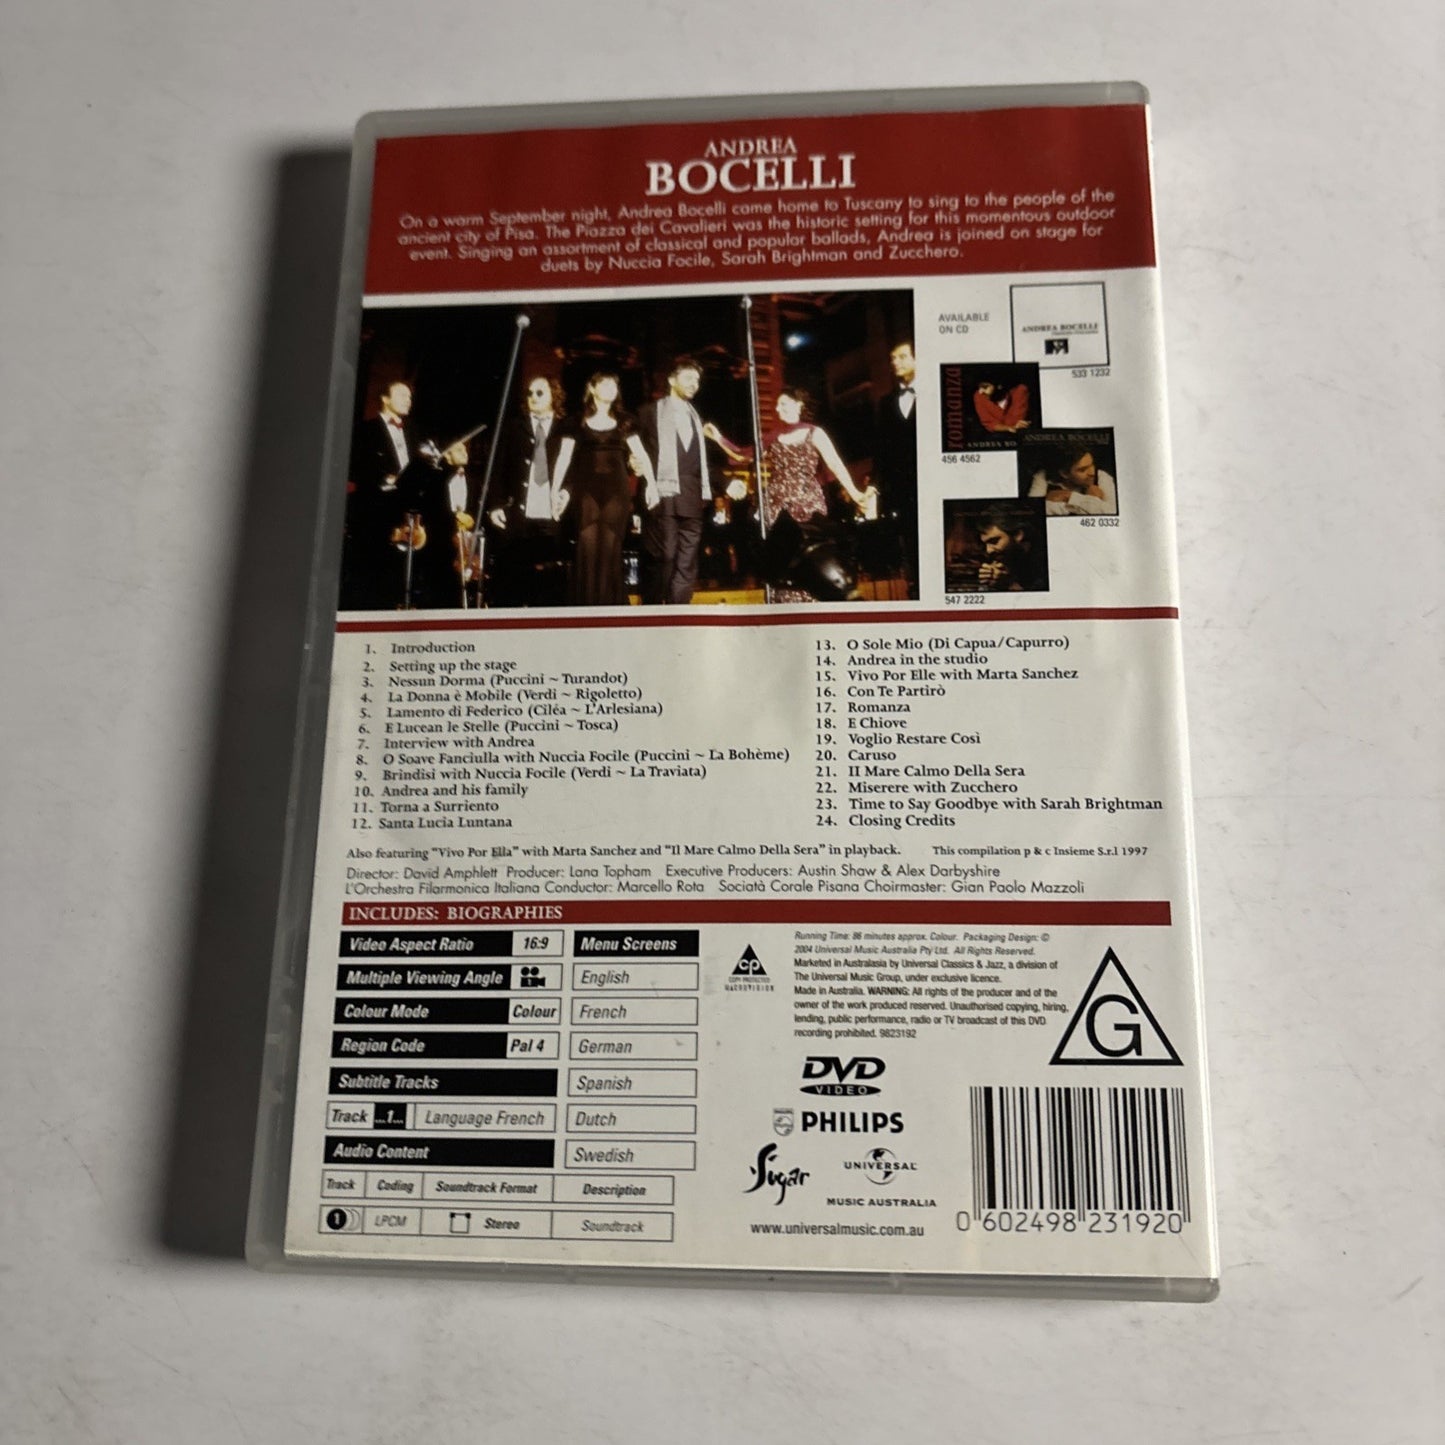 ANDREA
BOCELLI
On a warm September night, Andrea Bocelli came home to Tuscany to sing to the people of the
ancient city of Pisa. The Piazza dei Cavalieri was the historic setting for this momentous outdoor
event. Singing an assortment of classical and popular ballads, Andrea is joined on stage for
duets by Nuccia Focile, Sarah Brightman and Zucchero.
AVAILABLE
ON CD
ANDREA BOCELLI
533 1232
romanza
ANDREA BO
456 4562
ANDREA BOCELLI
462 0332
547 2222
1. Introduction
2. Setting up the stage
3. Nessun Dorma (Puccini ~ Turandot)
4. La Donna è Mobile (Verdi ~ Rigoletto)
5. Lamento di Federico (Ciléa ~ L'Arlesiana)
6. E Lucean le Stelle (Puccini ~ Tosca)
7. Interview with Andrea
8. O Soave Fanciulla with Nuccia Focile (Puccini ~ La Bohème)
9. Brindisi with Nuccia Focile (Verdi ~ La Traviata)
10. Andrea and his family
11. Torna a Surriento
12. Santa Lucia Luntana
13. O Sole Mio (Di Capua/Capurro)
14. Andrea in the studio
15. Vivo Por Elle with Marta Sanchez
16. Con Te Partirò
17. Romanza
18. E Chiove
19. Voglio Restare Così
20. Caruso
21. II Mare Calmo Della Sera
22. Miserere with Zucchero
23. Time to Say Goodbye with Sarah Brightman
24. Closing Credits
Also featuring "Vivo Por Ella" with Marta Sanchez and "Il Mare Calmo Della Sera" in playback. This compilation p & c Insieme S.r.l 1997
Director: David Amphlett Producer: Lana Topham Executive Producers: Austin Shaw & Alex Darbyshire
L'Orchestra Filarmonica Italiana Conductor: Marcello Rota Sociatà Corale Pisana Choirmaster: Gian Paolo Mazzoli
INCLUDES: BIOGRAPHIES
Video Aspect Ratio 16:9
Multiple Viewing Angle 1
Colour Mode Colour
Region Code Pal 4
Subtitle Tracks
Track ...1... Language French
Audio Content
Track Coding Soundtrack Format Description
1 LPCM Stereo Soundtrack
Menu Screens
English
French
German
Spanish
Dutch
Swedish
cp
COPY PROTECTED
MACROVISION
Running Time: 86 minutes approx. Colour. Packaging Design: ©
2004 Universal Music Australia Pty Ltd. All Rights Reserved.
Marketed in Australasia by Universal Classics & Jazz, a division of
The Universal Music Group, under exclusive licence.
Made in Australia. WARNING: All rights of the producer and of the
owner of the work produced reserved. Unauthorised copying, hiring,
lending, public performance, radio or TV broadcast of this DVD
recording prohibited. 9823192
G
DVD
VIDEO
PHILIPS
Sugar
UNIVERSAL
MUSIC AUSTRALIA
www.universalmusic.com.au
0 602498 231920